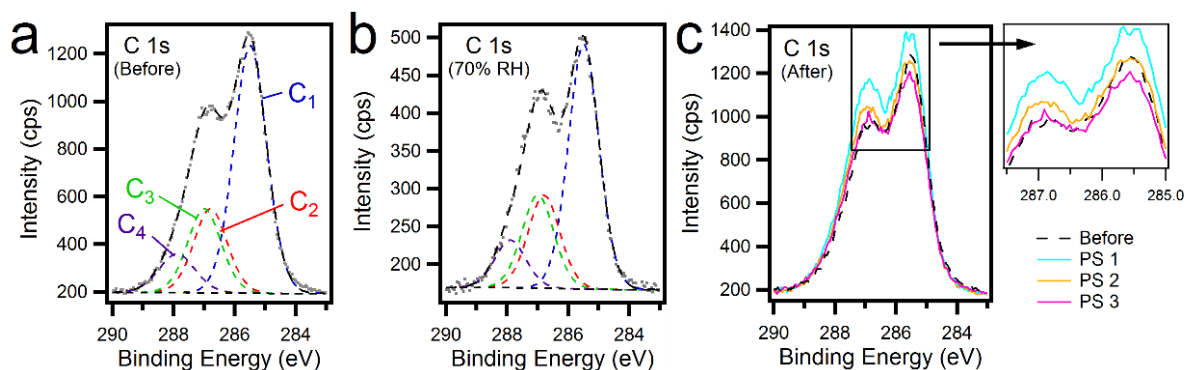 a
C 1s
(Before)
C1
C3
C2
C4
1200
1000
800
600
400
200
Intensity (cps)
290
288
286
284
Binding Energy (eV)
b
C 1s
(70% RH)
500
450
400
350
300
250
200
Intensity (cps)
290
288
286
284
Binding Energy (eV)
c
C 1s
(After)
1400
1200
1000
800
600
400
200
Intensity (cps)
290
288
286
284
Binding Energy (eV)
287.0
286.0
285.0
Before
PS 1
PS 2
PS 3